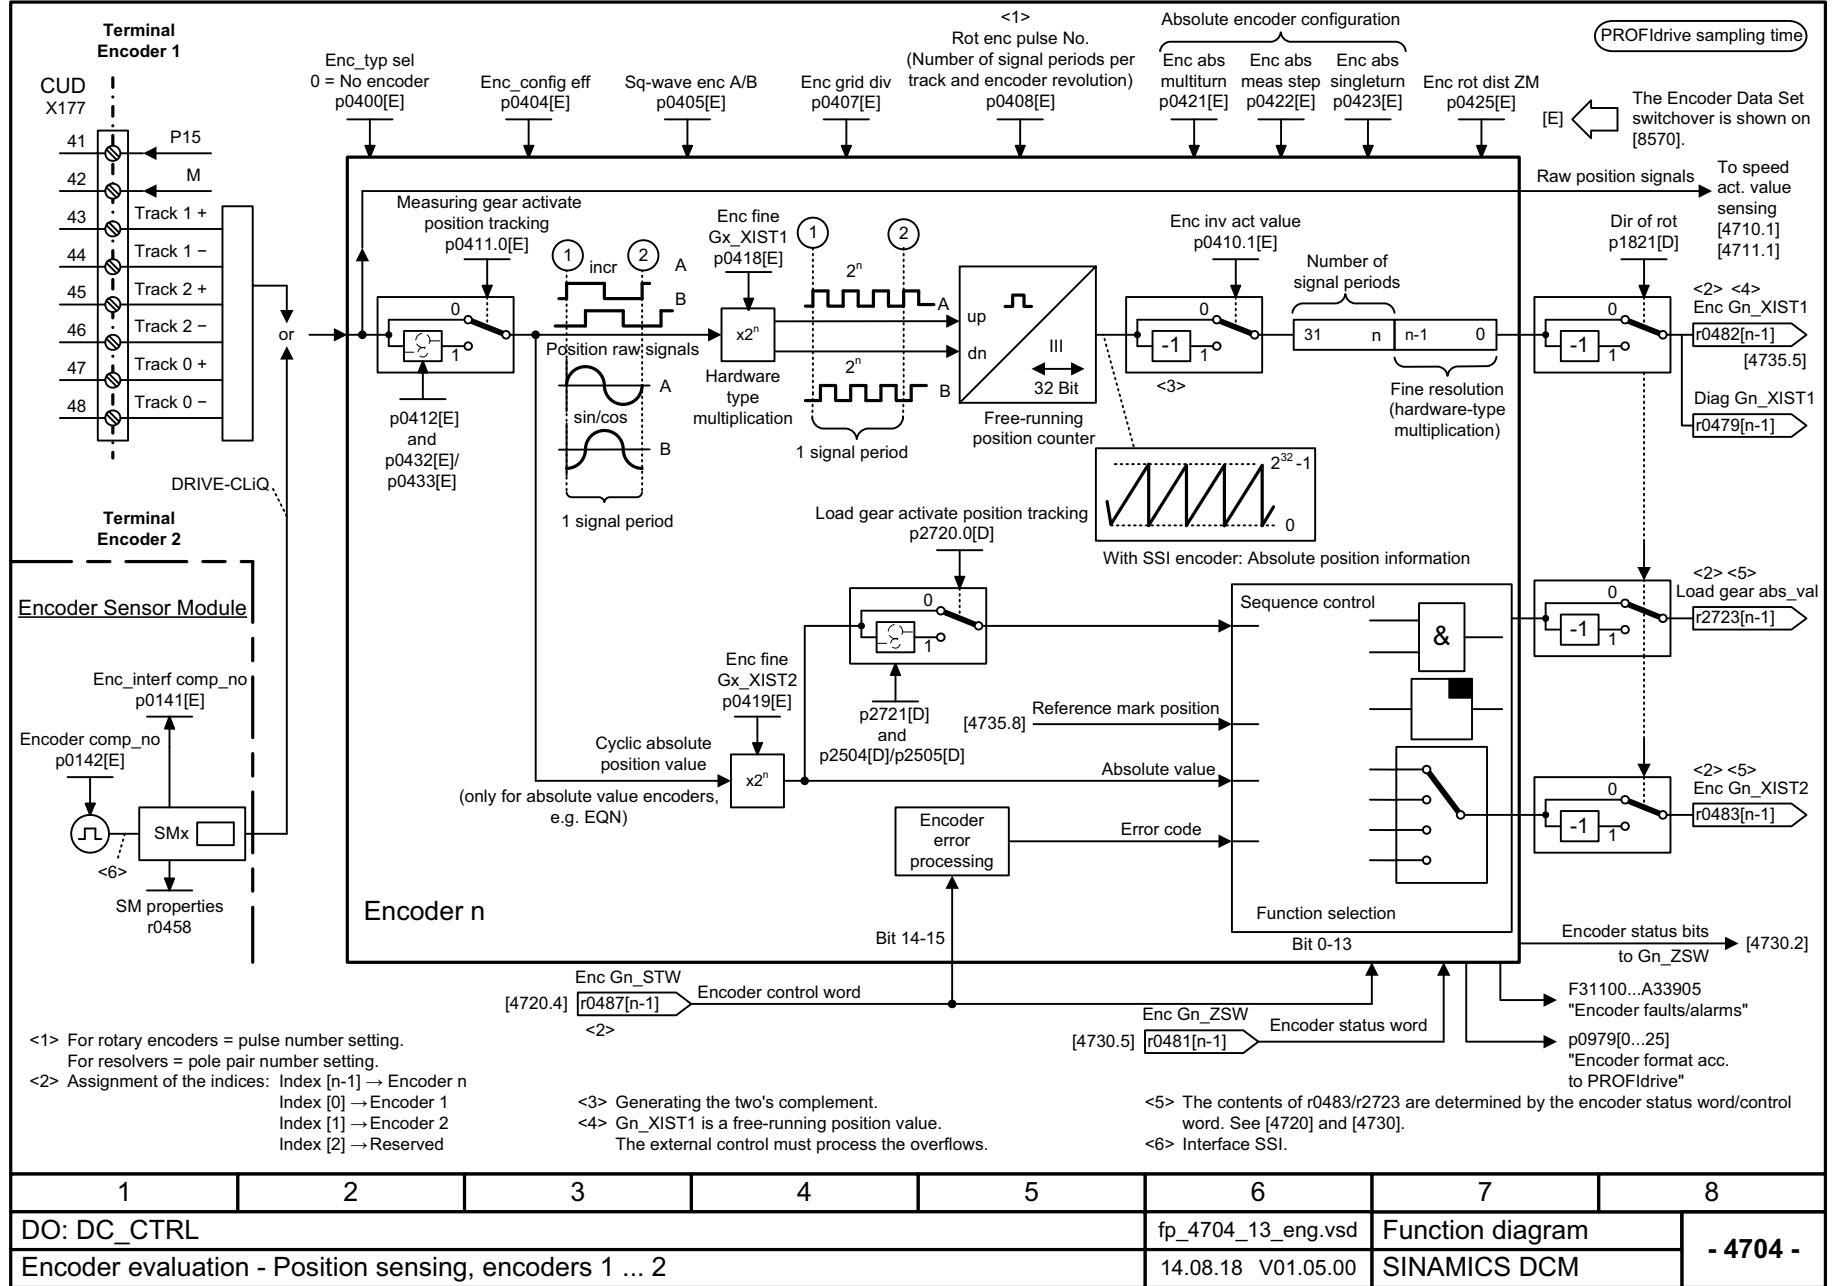 Terminal
Encoder 1
CUD
X177
41
P15
42
M
43
Track 1 +
44
Track 1 −
45
Track 2 +
46
Track 2 −
47
Track 0 +
48
Track 0 −
or
DRIVE-CLiQ
Terminal
Encoder 2
Encoder Sensor Module
Enc_interf comp_no
p0141[E]
Encoder comp_no
p0142[E]
SMx
<6>
SM properties
r0458
Enc_typ sel
0 = No encoder
p0400[E]
Enc_config eff
p0404[E]
Sq-wave enc A/B
p0405[E]
Enc grid div
p0407[E]
<1>
Rot enc pulse No.
(Number of signal periods per
track and encoder revolution)
p0408[E]
Absolute encoder configuration
Enc abs
multiturn
p0421[E]
Enc abs
meas step
p0422[E]
Enc abs
singleturn
p0423[E]
Enc rot dist ZM
p0425[E]
PROFIdrive sampling time
[E]
The Encoder Data Set
switchover is shown on
[8570].
Raw position signals
To speed
act. value
sensing
[4710.1]
[4711.1]
Measuring gear activate
position tracking
p0411.0[E]
0
1
p0412[E]
and
p0432[E]/
p0433[E]
1
2
incr
A
B
Position raw signals
A
sin/cos
B
1 signal period
Enc fine
Gx_XIST1
p0418[E]
x2ⁿ
Hardware
type
multiplication
1
2
2ⁿ
A
2ⁿ
B
1 signal period
up
dn
III
32 Bit
Free-running
position counter
Enc inv act value
p0410.1[E]
0
-1
1
<3>
Number of
signal periods
31
n
n-1
0
Fine resolution
(hardware-type
multiplication)
2³² -1
0
With SSI encoder: Absolute position information
Dir of rot
p1821[D]
0
-1
1
<2> <4>
Enc Gn_XIST1
r0482[n-1]
[4735.5]
Diag Gn_XIST1
r0479[n-1]
Load gear activate position tracking
p2720.0[D]
0
1
p2721[D]
and
p2504[D]/p2505[D]
Enc fine
Gx_XIST2
p0419[E]
Cyclic absolute
position value
x2ⁿ
(only for absolute value encoders,
e.g. EQN)
[4735.8]
Reference mark position
Absolute value
Encoder
error
processing
Error code
Sequence control
&
Function selection
0
-1
1
<2> <5>
Load gear abs_val
r2723[n-1]
0
-1
1
<2> <5>
Enc Gn_XIST2
r0483[n-1]
Encoder n
Bit 14-15
Bit 0-13
Encoder status bits
to Gn_ZSW
[4730.2]
Enc Gn_STW
[4720.4]
r0487[n-1]
Encoder control word
<2>
Enc Gn_ZSW
[4730.5]
r0481[n-1]
Encoder status word
F31100...A33905
"Encoder faults/alarms"
p0979[0...25]
"Encoder format acc.
to PROFIdrive"
<1> For rotary encoders = pulse number setting.
For resolvers = pole pair number setting.
<2> Assignment of the indices: Index [n-1] → Encoder n
Index [0] → Encoder 1
Index [1] → Encoder 2
Index [2] → Reserved
<3> Generating the two's complement.
<4> Gn_XIST1 is a free-running position value.
The external control must process the overflows.
<5> The contents of r0483/r2723 are determined by the encoder status word/control
word. See [4720] and [4730].
<6> Interface SSI.
1
2
3
4
5
6
7
8
DO: DC_CTRL
fp_4704_13_eng.vsd
Function diagram
- 4704 -
Encoder evaluation - Position sensing, encoders 1 ... 2
14.08.18 V01.05.00
SINAMICS DCM